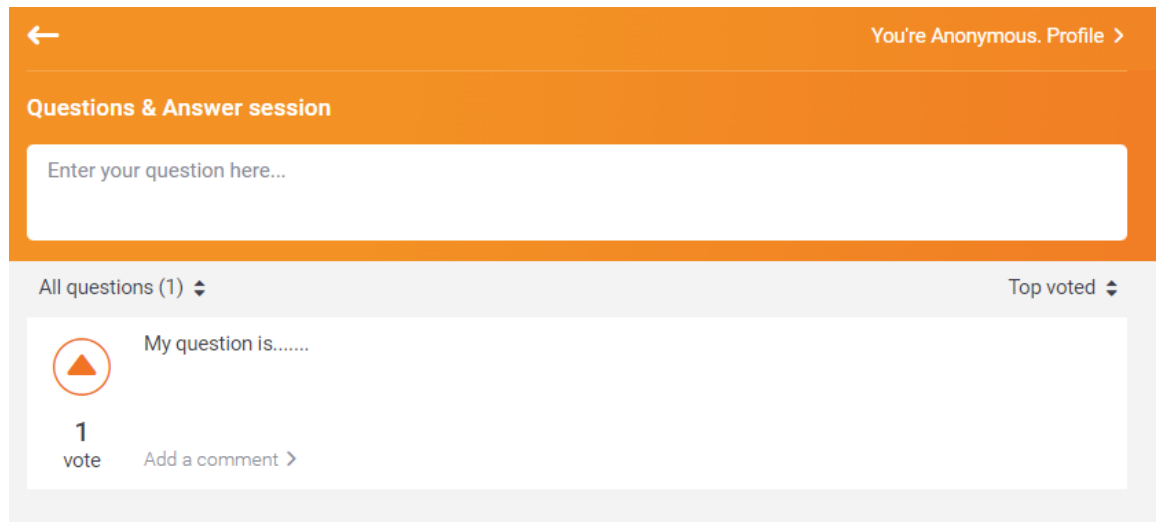 You're Anonymous. Profile
Questions & Answer session
Enter your question here...
All questions (1)
Top voted
My question is.......
1
vote
Add a comment